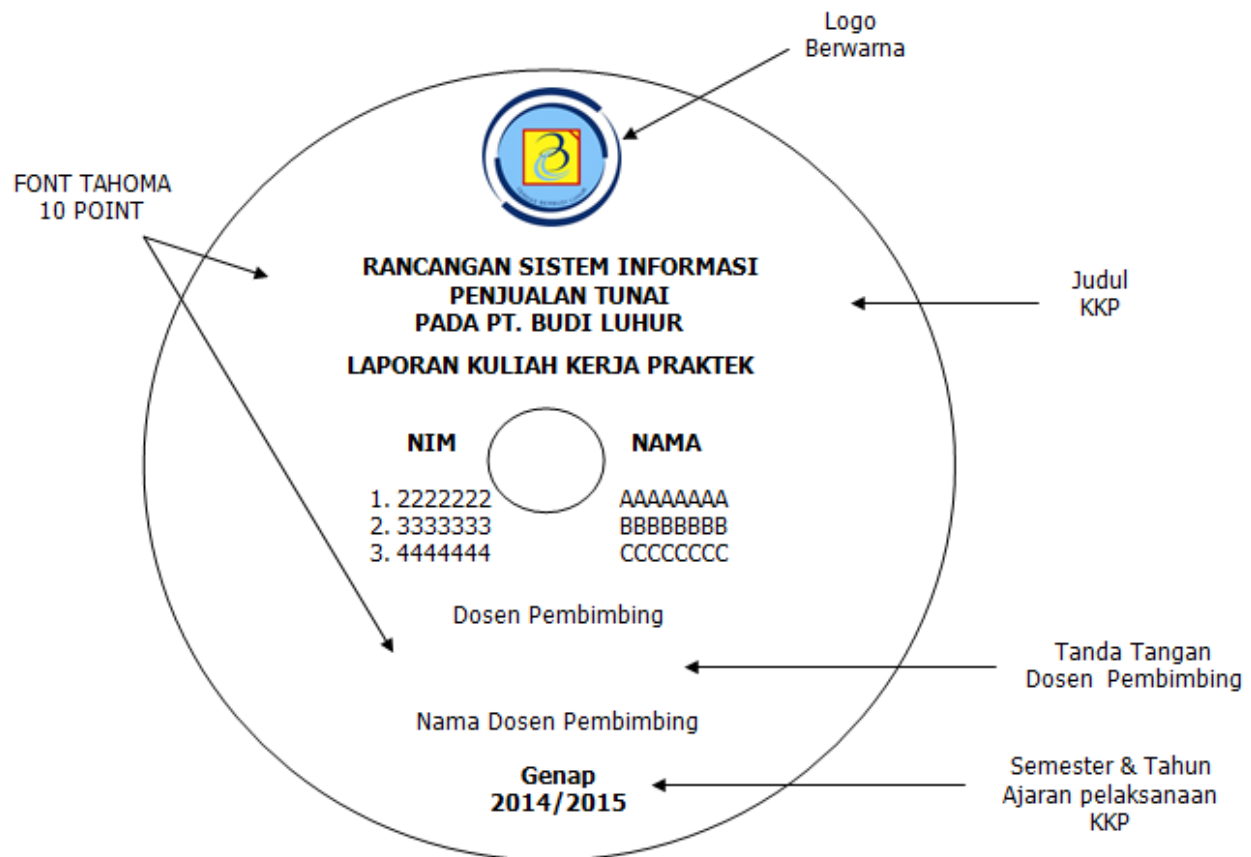 Logo
Berwarna
FONT TAHOMA
10 POINT
RANCANGAN SISTEM INFORMASI
PENJUALAN TUNAI
PADA PT. BUDI LUHUR
LAPORAN KULIAH KERJA PRAKTEK
Judul
KKP
NIM NAMA
1. 2222222 AAAAAAAA
2. 3333333 BBBBBBBB
3. 4444444 CCCCCCCC
Dosen Pembimbing
Tanda Tangan
Dosen Pembimbing
Nama Dosen Pembimbing
Genap
2014/2015
Semester & Tahun
Ajaran pelaksanaan
KKP